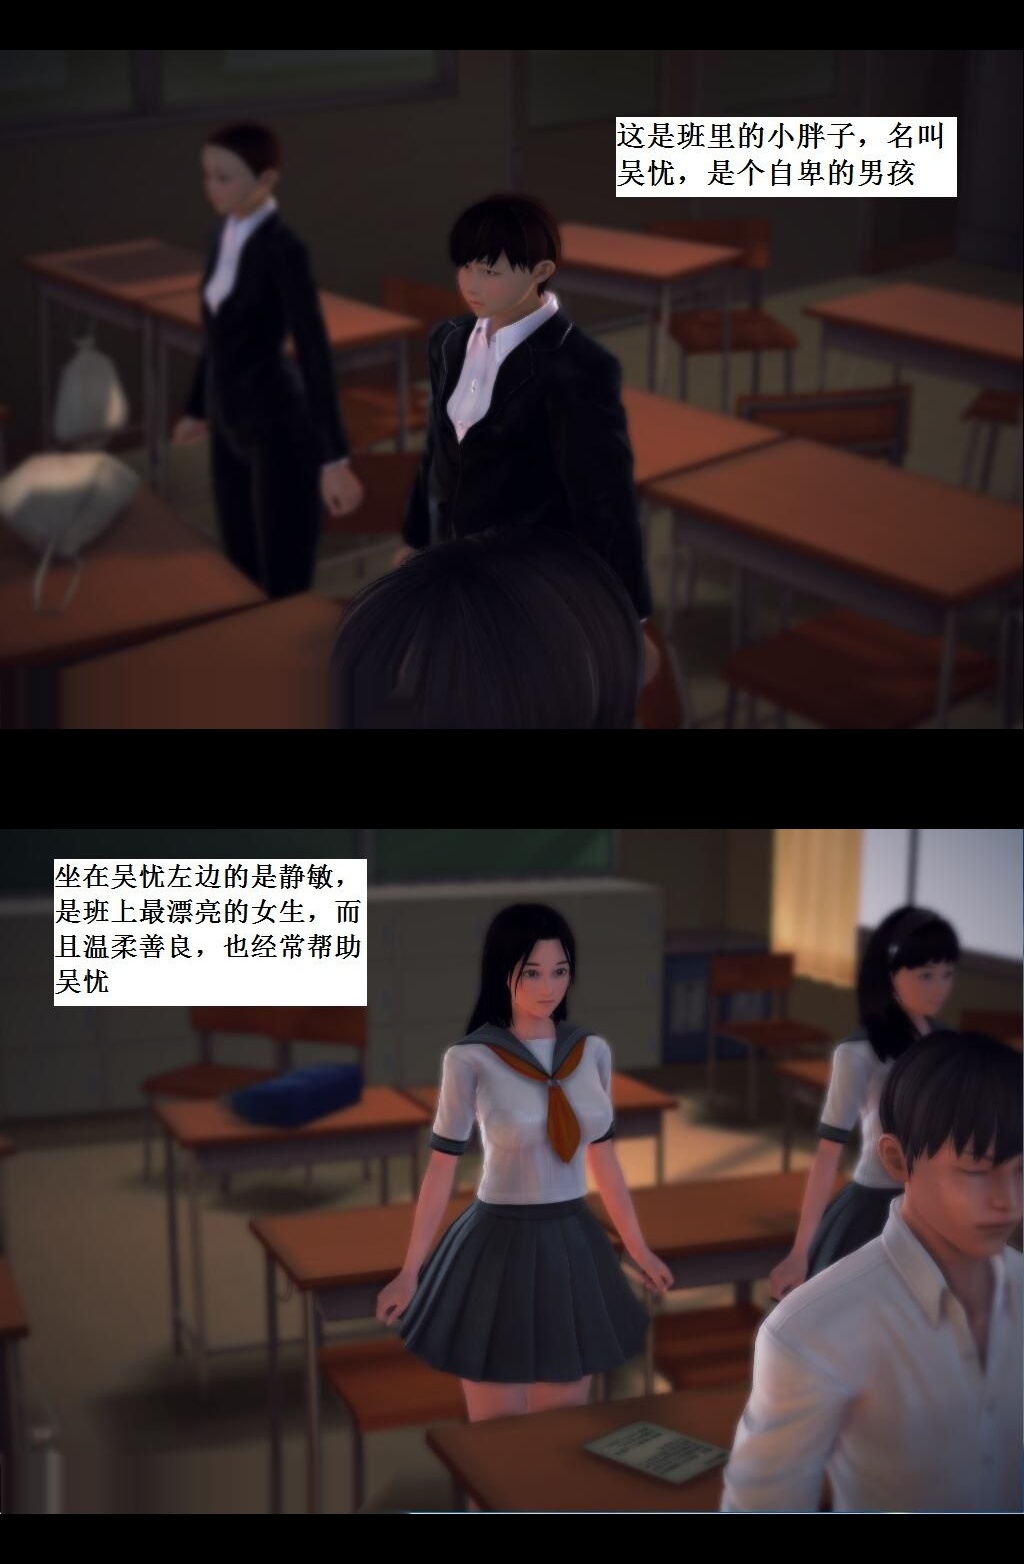 这是班里的小胖子，名叫
吴忧，是个自卑的男孩
坐在吴忧左边的是静敏，
是班上最漂亮的女生，而
且温柔善良，也经常帮助
吴忧